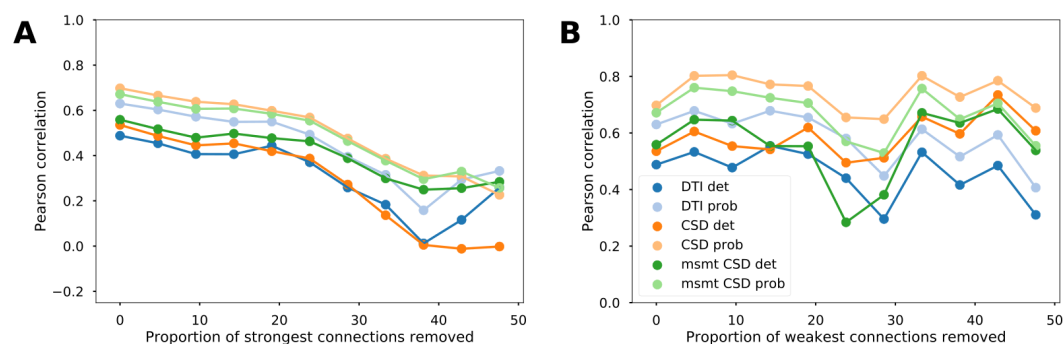 A
B
Pearson correlation
1.0
0.8
0.6
0.4
0.2
0.0
−0.2
0 10 20 30 40 50
Proportion of strongest connections removed
Pearson correlation
1.0
0.8
0.6
0.4
0.2
0.0
DTI det
DTI prob
CSD det
CSD prob
msmt CSD det
msmt CSD prob
0 10 20 30 40 50
Proportion of weakest connections removed